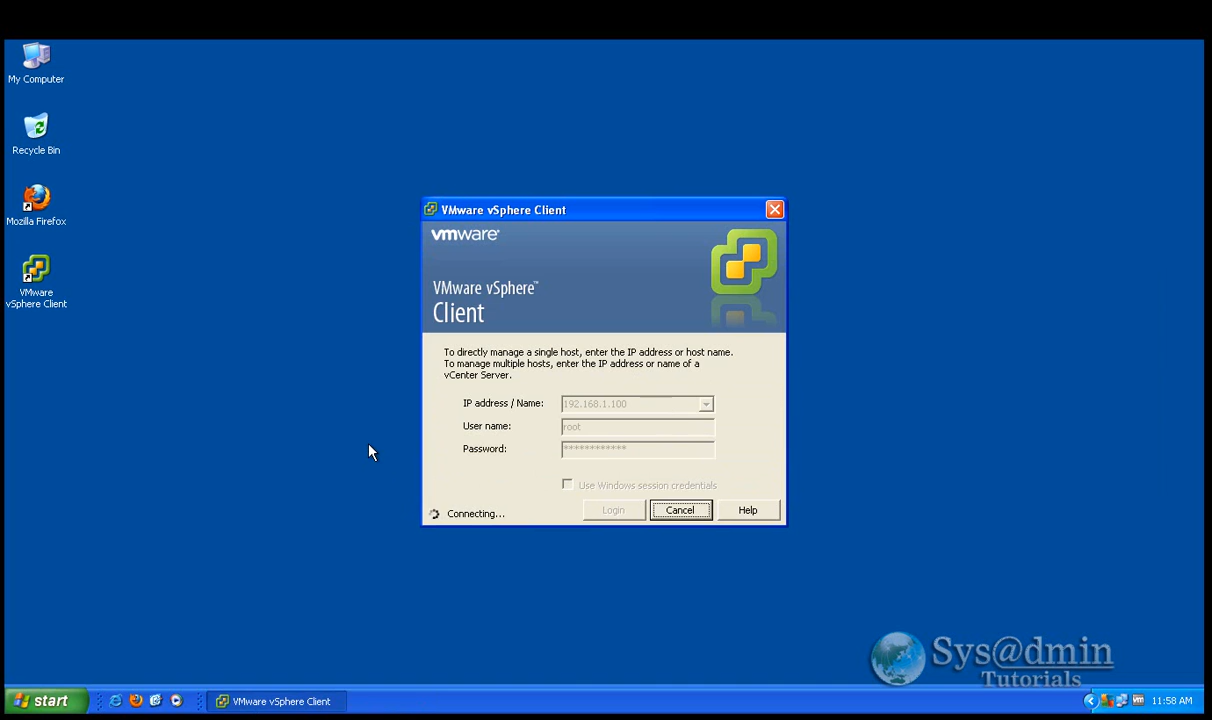 My Computer
Recycle Bin
Mozilla Firefox
VMware
vSphere Client
VMware vSphere Client
vmware®
VMware vSphere™
Client
To directly manage a single host, enter the IP address or host name.
To manage multiple hosts, enter the IP address or name of a
vCenter Server.
IP address / Name: 192.168.1.100
User name: root
Password: ************
Use Windows session credentials
Connecting... Login Cancel Help
Sys@dmin
Tutorials
start VMware vSphere Client 11:58 AM